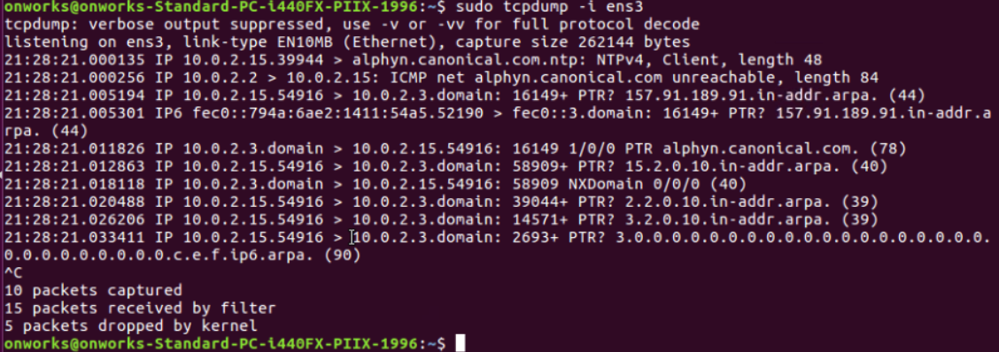 onworks@onworks-Standard-PC-i440FX-PIIX-1996:~$ sudo tcpdump -i ens3
tcpdump: verbose output suppressed, use -v or -vv for full protocol decode
listening on ens3, link-type EN10MB (Ethernet), capture size 262144 bytes
21:28:21.000135 IP 10.0.2.15.39944 > alphyn.canonical.com.ntp: NTPv4, Client, length 48
21:28:21.000256 IP 10.0.2.2 > 10.0.2.15: ICMP net alphyn.canonical.com unreachable, length 84
21:28:21.005194 IP 10.0.2.15.54916 > 10.0.2.3.domain: 16149+ PTR? 157.91.189.91.in-addr.arpa. (44)
21:28:21.005301 IP6 fec0::794a:6ae2:1411:54a5.52190 > fec0::3.domain: 16149+ PTR? 157.91.189.91.in-addr.a
rpa. (44)
21:28:21.011826 IP 10.0.2.3.domain > 10.0.2.15.54916: 16149 1/0/0 PTR alphyn.canonical.com. (78)
21:28:21.012863 IP 10.0.2.15.54916 > 10.0.2.3.domain: 58909+ PTR? 15.2.0.10.in-addr.arpa. (40)
21:28:21.018118 IP 10.0.2.3.domain > 10.0.2.15.54916: 58909 NXDomain 0/0/0 (40)
21:28:21.020488 IP 10.0.2.15.54916 > 10.0.2.3.domain: 39044+ PTR? 2.2.0.10.in-addr.arpa. (39)
21:28:21.026206 IP 10.0.2.15.54916 > 10.0.2.3.domain: 14571+ PTR? 3.2.0.10.in-addr.arpa. (39)
21:28:21.033411 IP 10.0.2.15.54916 > 10.0.2.3.domain: 2693+ PTR? 3.0.0.0.0.0.0.0.0.0.0.0.0.0.0.0.0.0.0.0.
0.0.0.0.0.0.0.0.0.c.e.f.ip6.arpa. (90)
^C
10 packets captured
15 packets received by filter
5 packets dropped by kernel
onworks@onworks-Standard-PC-i440FX-PIIX-1996:~$